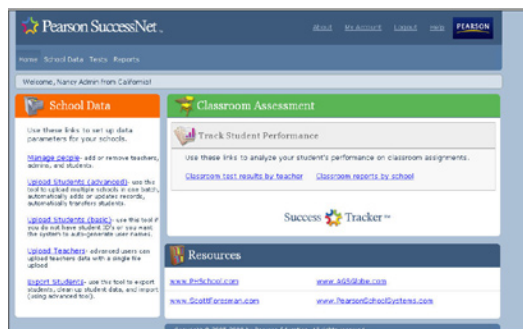 Pearson SuccessNet
About My Account Logout Help PEARSON
Home School Data Tests Reports
Welcome, Nancy Admin from California!
School Data
Use these links to set up data
parameters for your schools.
Manage people- add or remove teachers,
admins, and students.
Upload Students (advanced)- use this
tool to upload multiple schools in one batch,
automatically adds or updates records,
automatically transfers students.
Upload Students (basic)- use this tool if
you do not have student ID's or you want
the system to auto-generate user names.
Upload Teachers- advanced users can
upload teachers data with a single file
upload
Export Students- use this tool to export
students, clean up student data, and import
(using advanced tool).
Classroom Assessment
Track Student Performance
Use these links to analyze your student's performance on classroom assignments.
Classroom test results by teacher Classroom reports by school
Success Tracker ™
Resources
www.PHSchool.com www.AGSGlobe.com
www.ScottForesman.com www.PearsonSchoolSystems.com